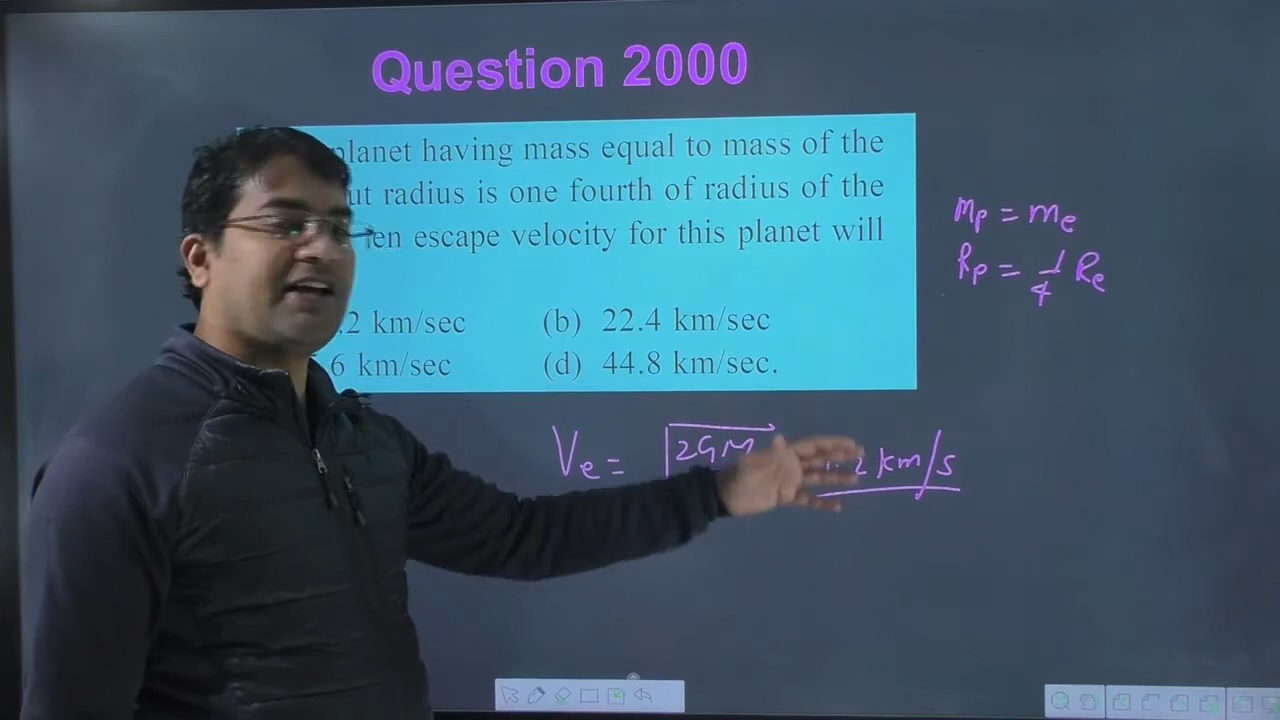 Question 2000
planet having mass equal to mass of the
radius is one fourth of radius of the
escape velocity for this planet will
.2 km/sec (b) 22.4 km/sec
6 km/sec (d) 44.8 km/sec.
Mp = Me
Rp = 1/4 Re
Ve = √2GM 2 km/s